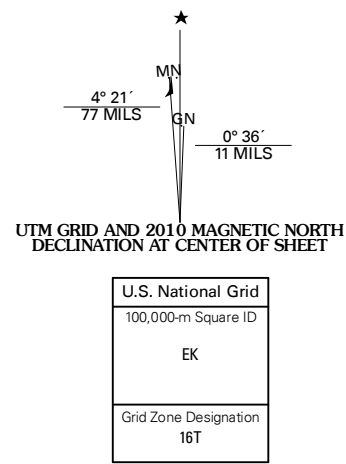 ★
MN
4° 21´
77 MILS
GN
0° 36´
11 MILS
UTM GRID AND 2010 MAGNETIC NORTH
DECLINATION AT CENTER OF SHEET
U.S. National Grid
100,000-m Square ID
EK
Grid Zone Designation
16T